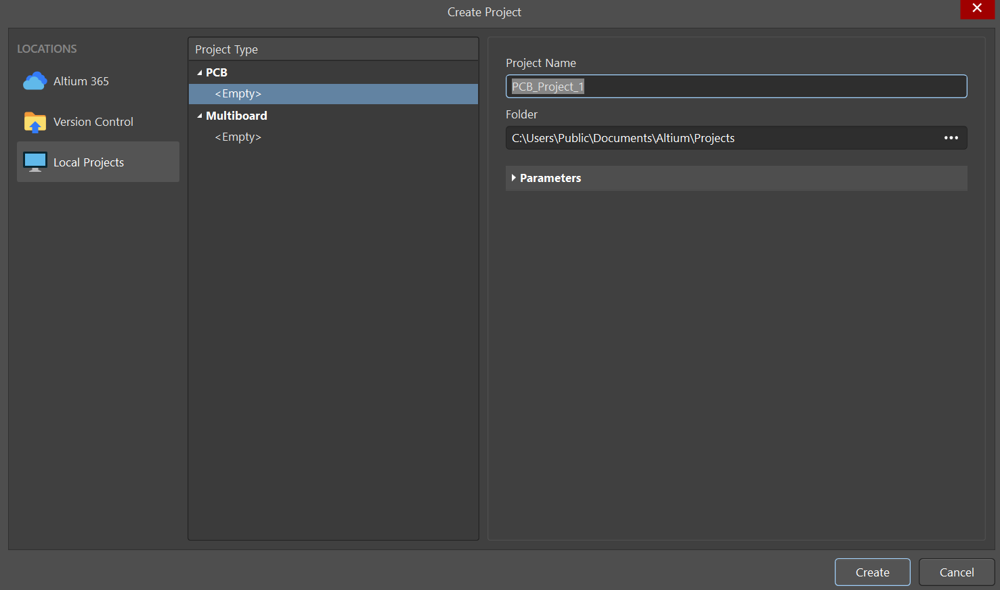 Create Project
LOCATIONS
Altium 365
Version Control
Local Projects
Project Type
PCB
<Empty>
Multiboard
<Empty>
Project Name
PCB_Project_1
Folder
C:\Users\Public\Documents\Altium\Projects
Parameters
Create
Cancel